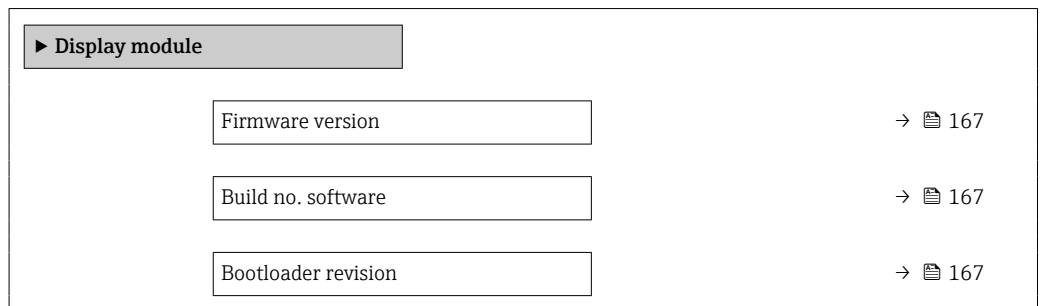 ▶ Display module
Firmware version → 🖹 167
Build no. software → 🖹 167
Bootloader revision → 🖹 167